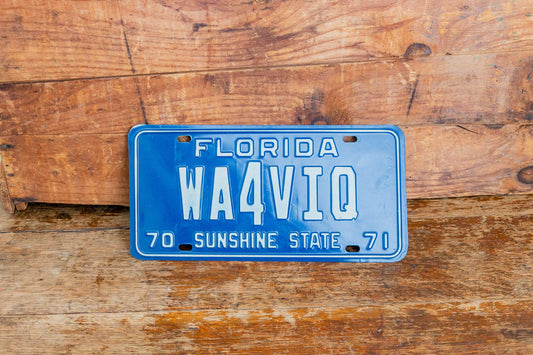 FLORIDA
WA4VIQ
70 SUNSHINE STATE 71